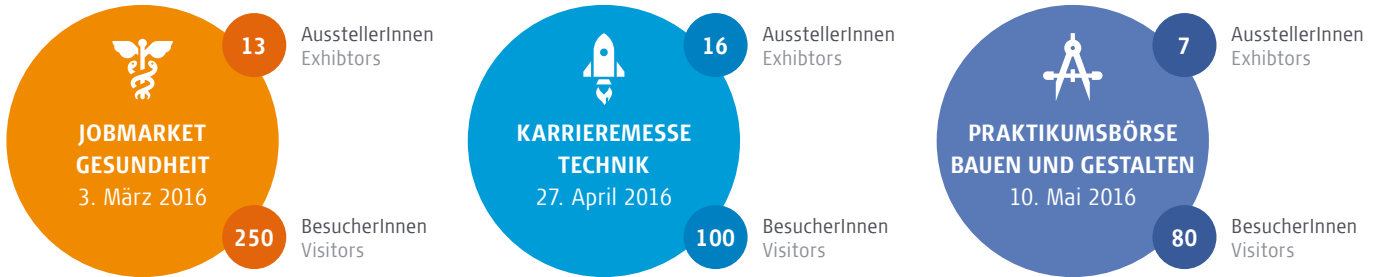 13
AusstellerInnen
Exhibtors
JOBMARKET
GESUNDHEIT
3. März 2016
250
BesucherInnen
Visitors
16
AusstellerInnen
Exhibtors
KARRIEREMESSE
TECHNIK
27. April 2016
100
BesucherInnen
Visitors
7
AusstellerInnen
Exhibtors
PRAKTIKUMSBÖRSE
BAUEN UND GESTALTEN
10. Mai 2016
80
BesucherInnen
Visitors